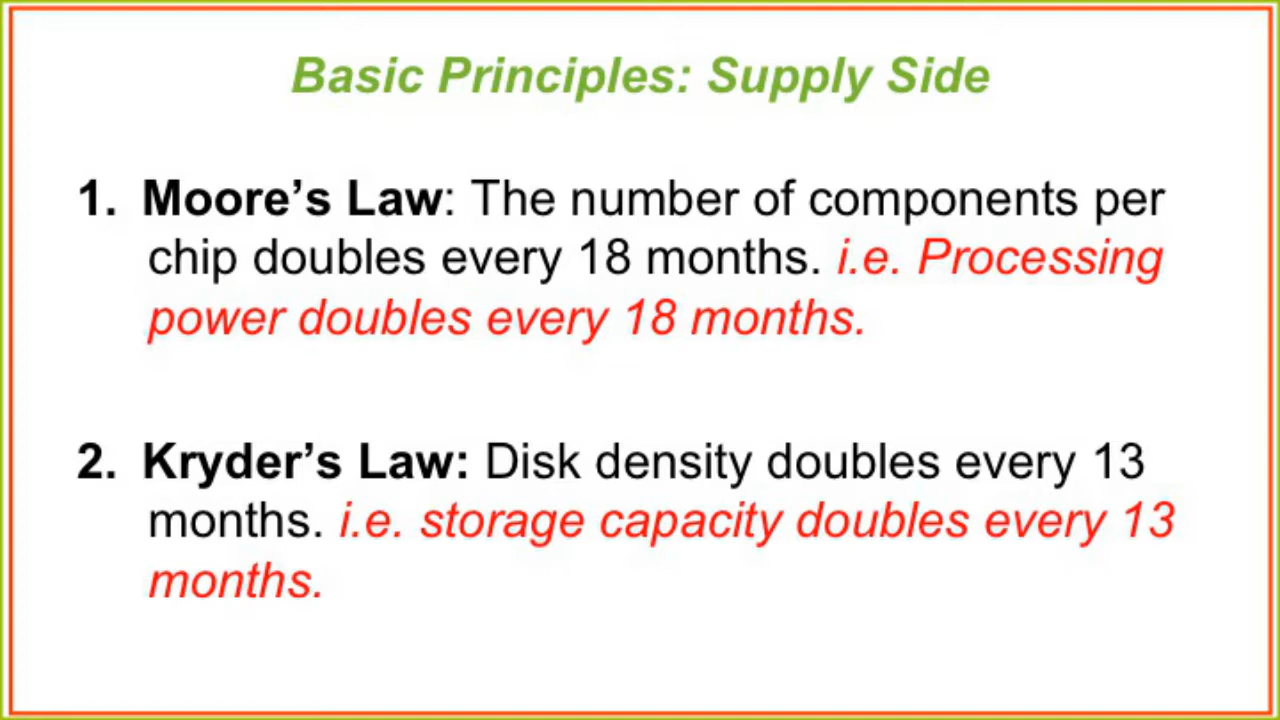 Basic Principles: Supply Side
1. Moore’s Law: The number of components per
chip doubles every 18 months. i.e. Processing
power doubles every 18 months.
2. Kryder’s Law: Disk density doubles every 13
months. i.e. storage capacity doubles every 13
months.